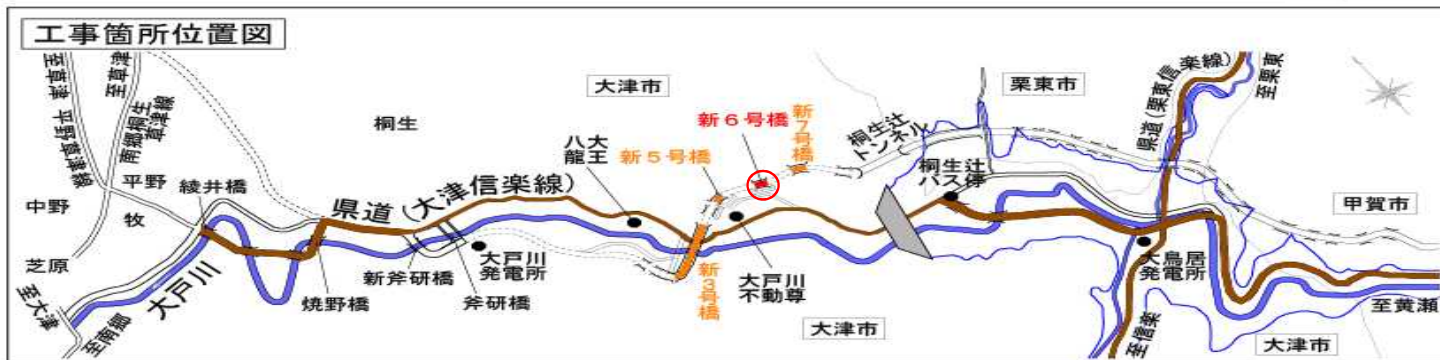 工事箇所位置図
至草津 平野草津線
至草津
南郷桐生草津線
桐生
大津市
栗東市
県道(栗東信楽線)
至栗東
新6号橋
新7号橋
桐生辻
トンネル
八大
龍王
新5号橋
桐生辻
バス停
平野
綾井橋
中野
牧
県道(大津信楽線)
甲賀市
芝原
大戸川
新斧研橋
大戸川
発電所
大戸川
不動尊
大鳥居
発電所
新3号橋
焼野橋
斧研橋
至大津
至南郷
大津市
至信楽
大津市
至黄瀬